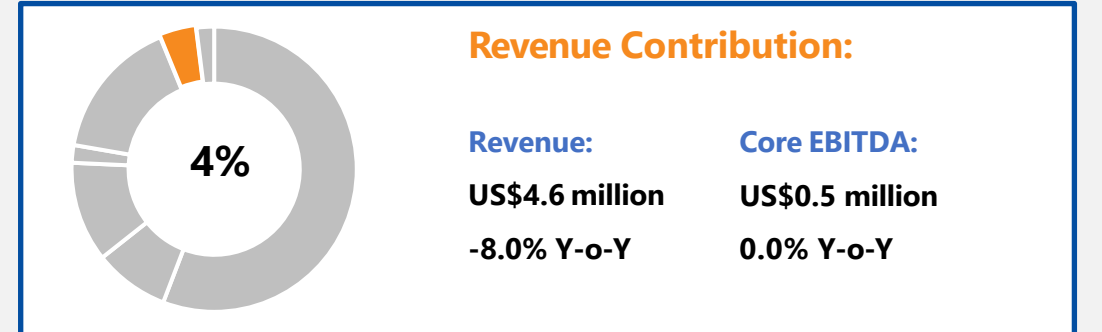 4%
Revenue Contribution:
Revenue:
US$4.6 million
-8.0% Y-o-Y
Core EBITDA:
US$0.5 million
0.0% Y-o-Y